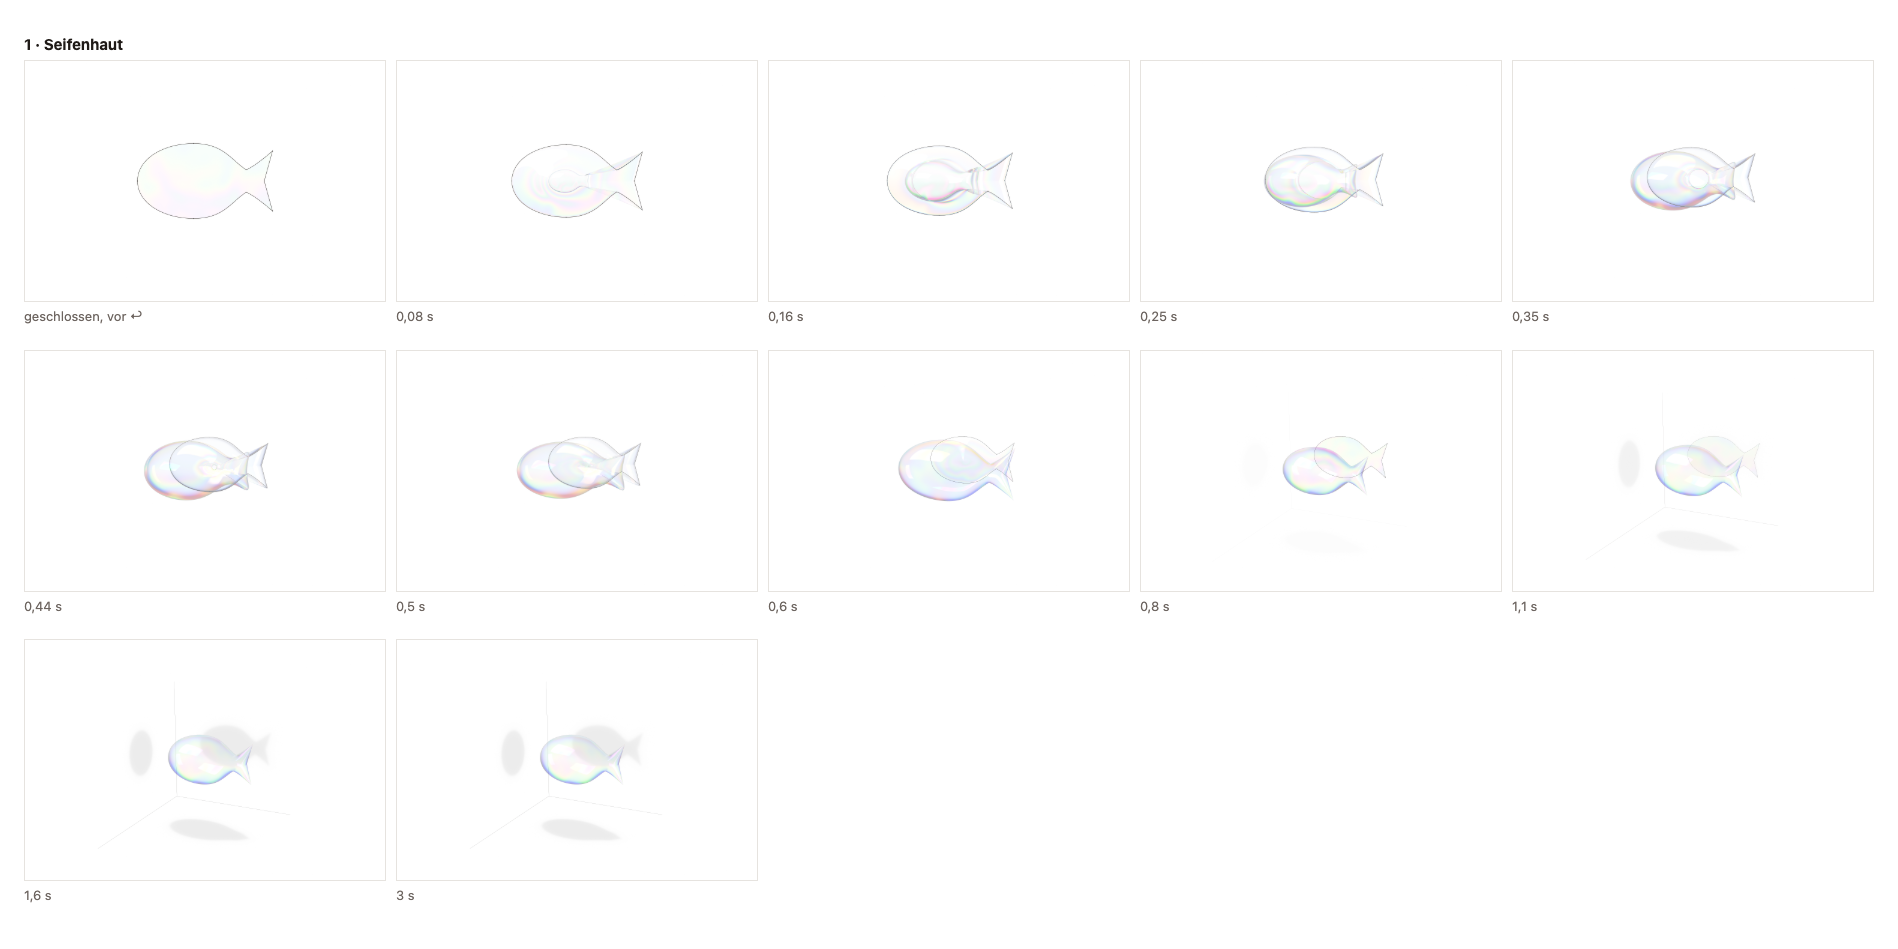 1 · Seifenhaut
geschlossen, vor ↩
0,08 s
0,16 s
0,25 s
0,35 s
0,44 s
0,5 s
0,6 s
0,8 s
1,1 s
1,6 s
3 s